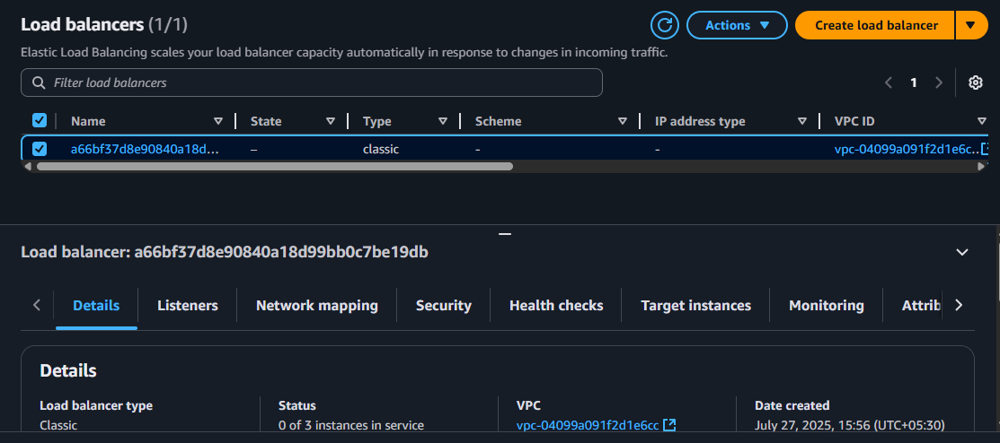 Load balancers (1/1)
Actions
Create load balancer
Elastic Load Balancing scales your load balancer capacity automatically in response to changes in incoming traffic.
Filter load balancers
1
Name State Type Scheme IP address type VPC ID
a66bf37d8e90840a18d... – classic - - vpc-04099a091f2d1e6c...
Load balancer: a66bf37d8e90840a18d99bb0c7be19db
Details Listeners Network mapping Security Health checks Target instances Monitoring Attrib
Details
Load balancer type Status VPC Date created
Classic 0 of 3 instances in service vpc-04099a091f2d1e6cc July 27, 2025, 15:56 (UTC+05:30)